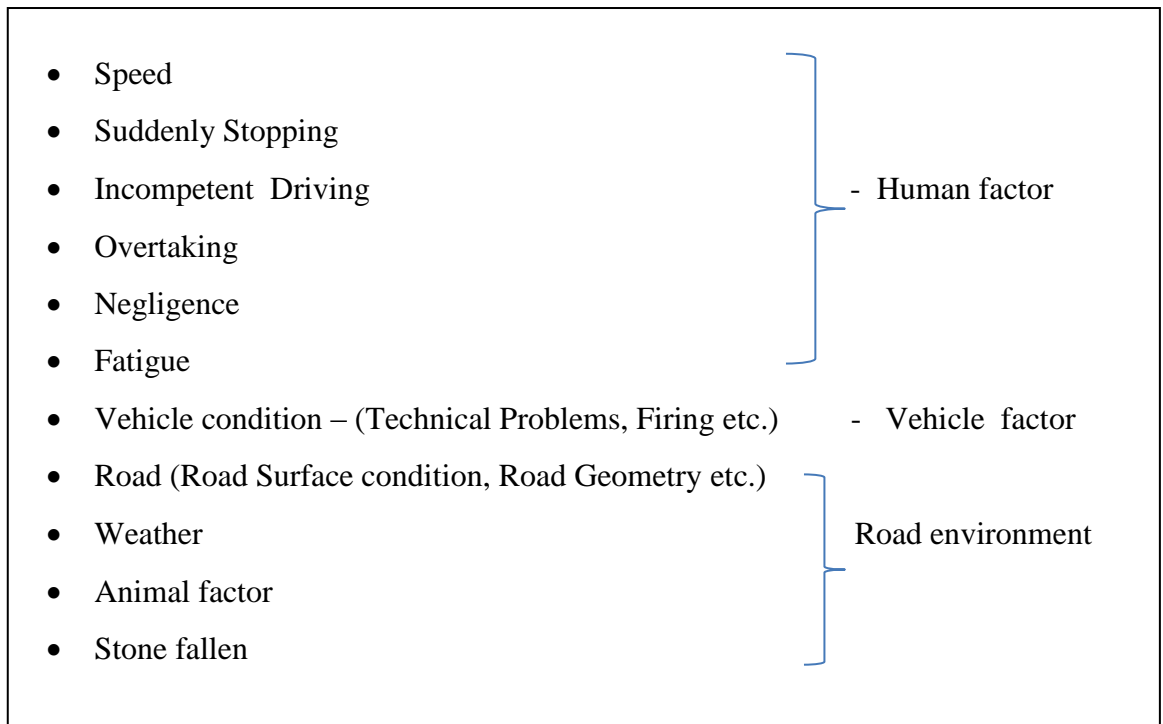 • Speed
• Suddenly Stopping
• Incompetent Driving - Human factor
• Overtaking
• Negligence
• Fatigue
• Vehicle condition – (Technical Problems, Firing etc.) - Vehicle factor
• Road (Road Surface condition, Road Geometry etc.)
• Weather Road environment
• Animal factor
• Stone fallen